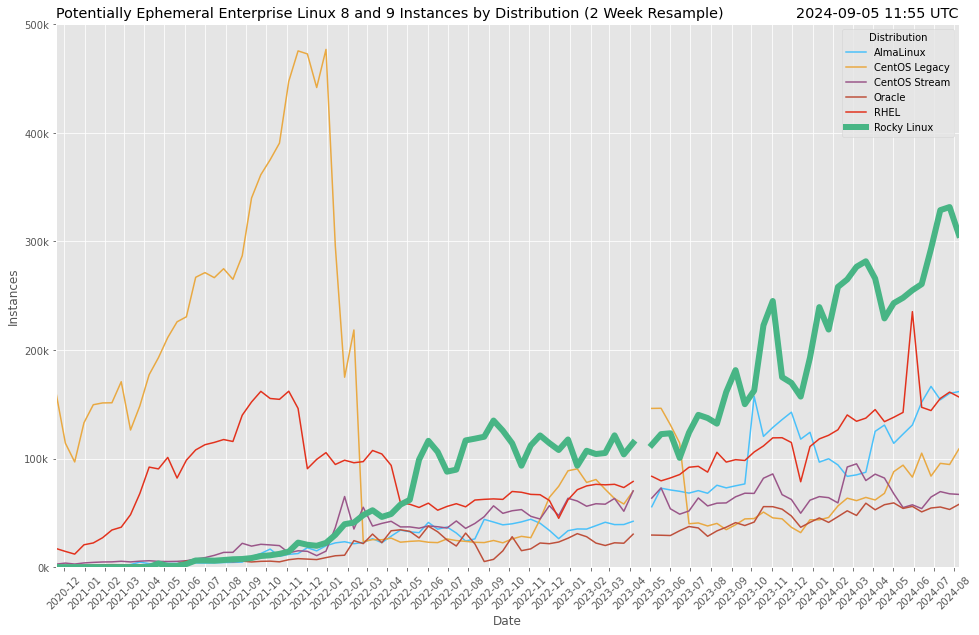 Potentially Ephemeral Enterprise Linux 8 and 9 Instances by Distribution (2 Week Resample)
2024-09-05 11:55 UTC
500k
400k
300k
200k
100k
0k
Instances
Distribution
AlmaLinux
CentOS Legacy
CentOS Stream
Oracle
RHEL
Rocky Linux
2020-12
2021-01
2021-02
2021-03
2021-04
2021-05
2021-06
2021-07
2021-08
2021-09
2021-10
2021-11
2021-12
2022-01
2022-02
2022-03
2022-04
2022-05
2022-06
2022-07
2022-08
2022-09
2022-10
2022-11
2022-12
2023-01
2023-02
2023-03
2023-04
2023-05
2023-06
2023-07
2023-08
2023-09
2023-10
2023-11
2023-12
2024-01
2024-02
2024-03
2024-04
2024-05
2024-06
2024-07
2024-08
Date